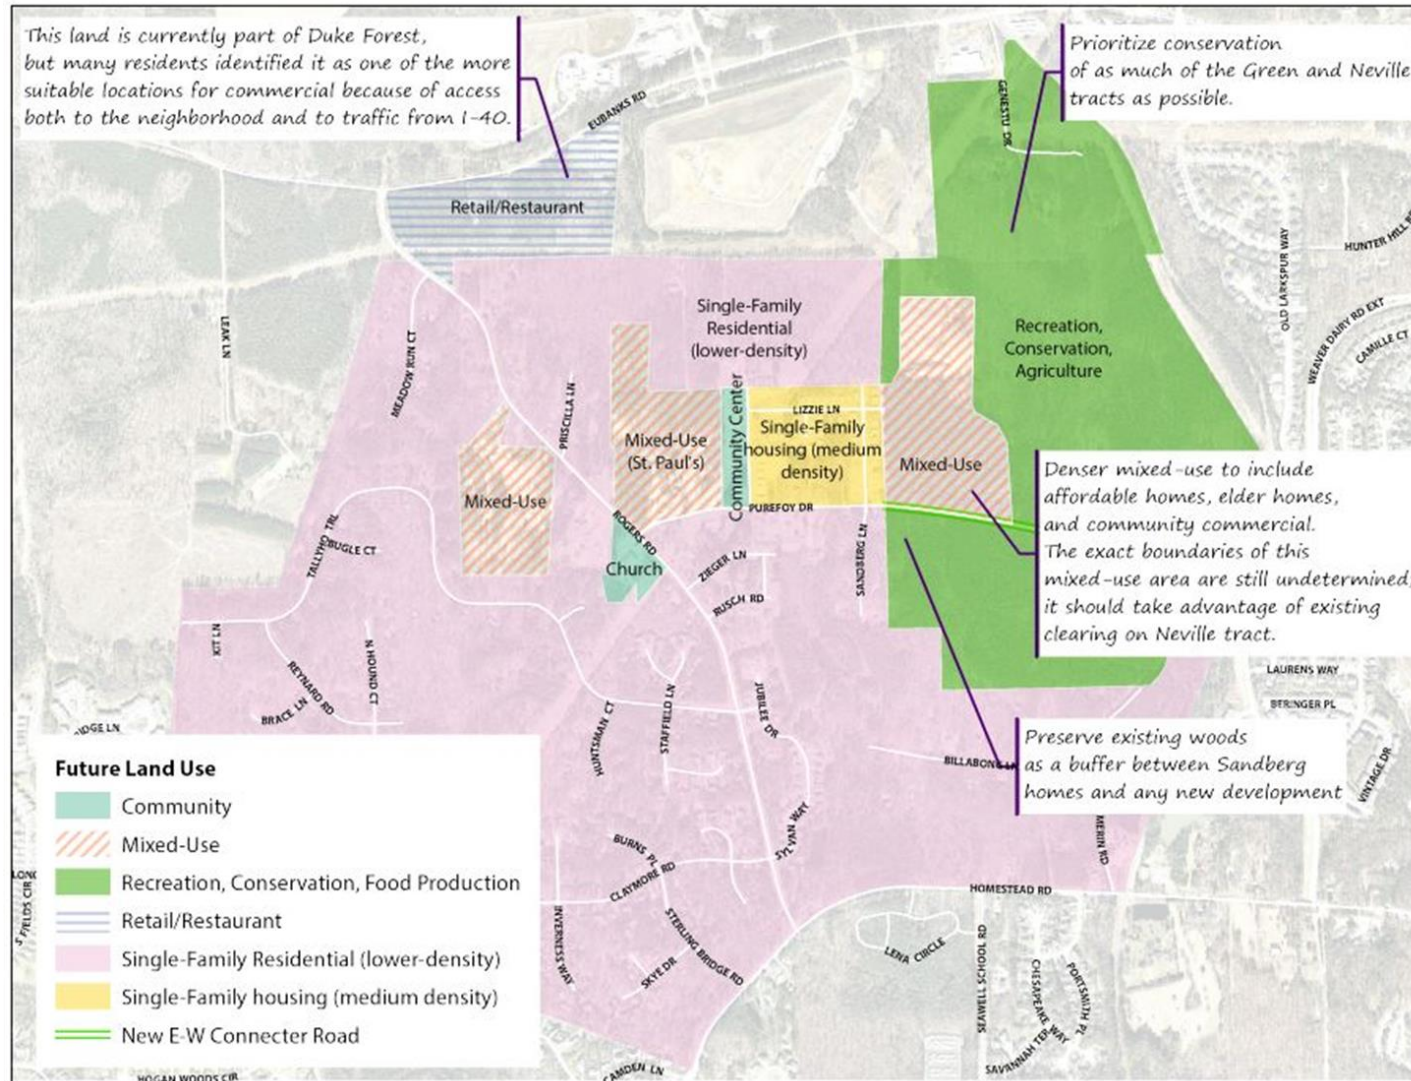 This land is currently part of Duke Forest,
but many residents identified it as one of the more
suitable locations for commercial because of access
both to the neighborhood and to traffic from I-40.
Prioritize conservation
of as much of the Green and Neville
tracts as possible.
EUBANKS RD
GENESTU DR
Retail/Restaurant
HUNTER HILL RD
OLD LARKSPUR WAY
WEAVER DAIRY RD EXT
CAMILLE CT
LEAK LN
MEADOW RUN CT
Single-Family
Residential
(lower-density)
Recreation,
Conservation,
Agriculture
PRISCILLA LN
Community Center
LIZZIE LN
Single-Family
housing (medium
density)
Mixed-Use
(St. Paul's)
Mixed-Use
Mixed-Use
PUREFOY DR
Denser mixed-use to include
affordable homes, elder homes,
and community commercial.
The exact boundaries of this
mixed-use area are still undetermined,
it should take advantage of existing
clearing on Neville tract.
ROGERS RD
TALLYHO TRL
BUGLE CT
Church
ZIEGER LN
RUSCH RD
SANDBERG LN
KIT LN
N HOUND CT
REYNARD RD
BRACE LN
HUNTSMAN CT
STAFFIELD LN
JUBILEE DR
LAURENS WAY
BERINGER PL
VINTAGE DR
BILLABONG LN
Preserve existing woods
as a buffer between Sandberg
homes and any new development
SYLVAN WAY
BURNS PL
CLAYMORE RD
STERLING BRIDGE RD
SKYE DR
INVERNESS WAY
HOMESTEAD RD
LENA CIRCLE
SEAWELL SCHOOL RD
CHESAPEAKE WAY
PORTSMITH PL
SAVANNAH TER
CAMDEN LN
HOGAN WOODS CIR
S FIELDS CIR
Future Land Use
Community
Mixed-Use
Recreation, Conservation, Food Production
Retail/Restaurant
Single-Family Residential (lower-density)
Single-Family housing (medium density)
New E-W Connecter Road